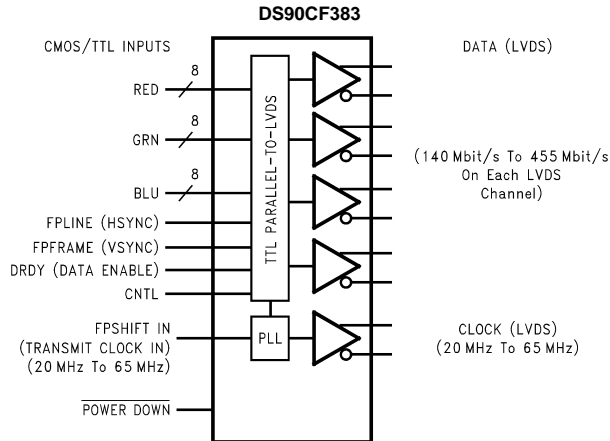 DS90CF383
CMOS/TTL INPUTS
DATA (LVDS)
8
RED
8
GRN
(140 Mbit/s To 455 Mbit/s
On Each LVDS
Channel)
8
BLU
TTL PARALLEL-TO-LVDS
FPLINE (HSYNC)
FPFRAME (VSYNC)
DRDY (DATA ENABLE)
CNTL
FPSHIFT IN
(TRANSMIT CLOCK IN)
(20 MHz To 65 MHz)
PLL
CLOCK (LVDS)
(20 MHz To 65 MHz)
POWER DOWN